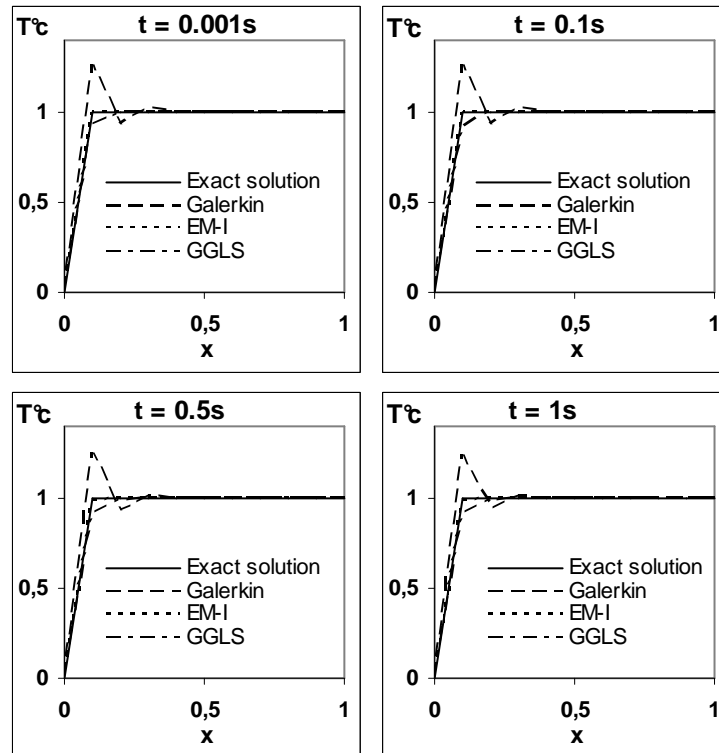 T°c
t = 0.001s
1
0,5
0
Exact solution
Galerkin
EM-I
GGLS
0
0,5
1
x
T°c
t = 0.1s
1
0,5
0
Exact solution
Galerkin
EM-I
GGLS
0
0,5
1
x
T°c
t = 0.5s
1
0,5
0
Exact solution
Galerkin
EM-I
GGLS
0
0,5
1
x
T°c
t = 1s
1
0,5
0
Exact solution
Galerkin
EM-I
GGLS
0
0,5
1
x